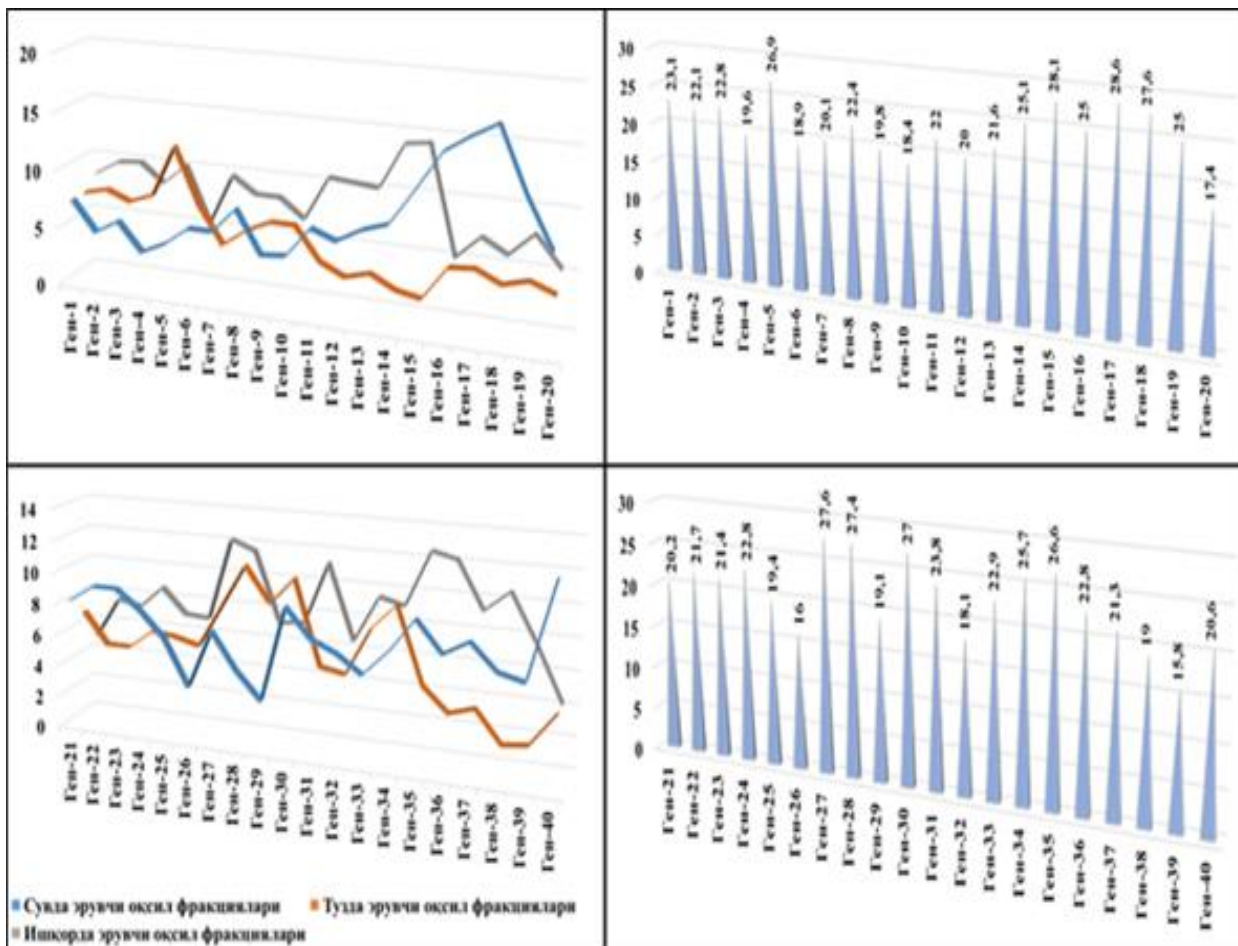 20
15
10
5
0
Ген-1
Ген-2
Ген-3
Ген-4
Ген-5
Ген-6
Ген-7
Ген-8
Ген-9
Ген-10
Ген-11
Ген-12
Ген-13
Ген-14
Ген-15
Ген-16
Ген-17
Ген-18
Ген-19
Ген-20
30
25
20
15
10
5
0
23,1
22,1
22,8
19,6
26,9
18,9
20,1
22,4
19,8
18,4
22
20
21,6
25,1
28,1
25
28,6
27,6
25
17,4
Ген-1
Ген-2
Ген-3
Ген-4
Ген-5
Ген-6
Ген-7
Ген-8
Ген-9
Ген-10
Ген-11
Ген-12
Ген-13
Ген-14
Ген-15
Ген-16
Ген-17
Ген-18
Ген-19
Ген-20
14
12
10
8
6
4
2
0
Ген-21
Ген-22
Ген-23
Ген-24
Ген-25
Ген-26
Ген-27
Ген-28
Ген-29
Ген-30
Ген-31
Ген-32
Ген-33
Ген-34
Ген-35
Ген-36
Ген-37
Ген-38
Ген-39
Ген-40
Сувда эрувчи оқсил фракциялари
Тузда эрувчи оқсил фракциялари
Ишқорда эрувчи оқсил фракциялари
30
25
20
15
10
5
0
20,2
21,7
21,4
22,8
19,4
16
27,6
27,4
19,1
27
23,8
18,1
22,9
25,7
26,6
22,8
21,3
19
15,8
20,6
Ген-21
Ген-22
Ген-23
Ген-24
Ген-25
Ген-26
Ген-27
Ген-28
Ген-29
Ген-30
Ген-31
Ген-32
Ген-33
Ген-34
Ген-35
Ген-36
Ген-37
Ген-38
Ген-39
Ген-40